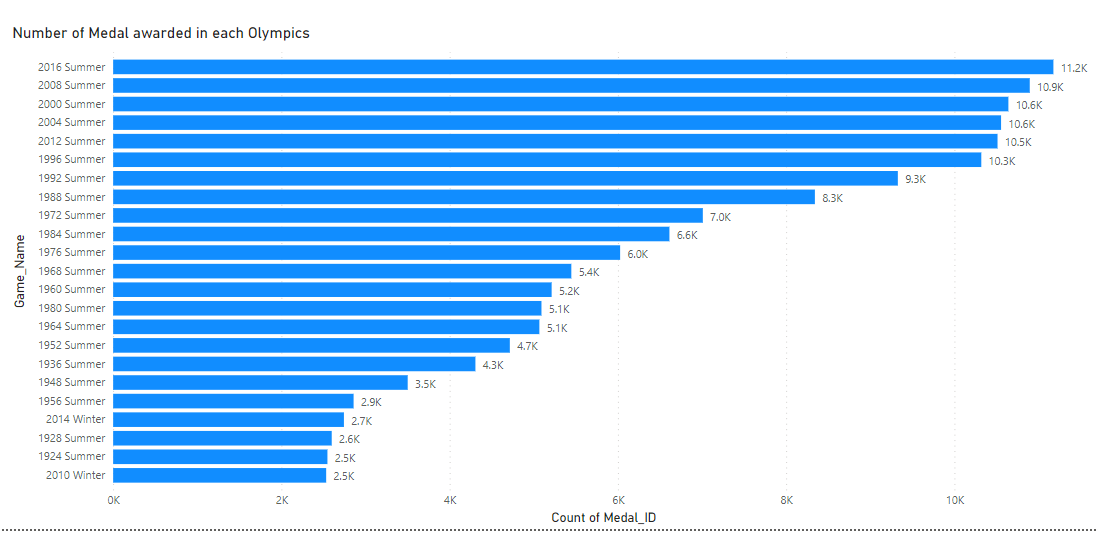 Number of Medal awarded in each Olympics
Game_Name
2016 Summer 11.2K
2008 Summer 10.9K
2000 Summer 10.6K
2004 Summer 10.6K
2012 Summer 10.5K
1996 Summer 10.3K
1992 Summer 9.3K
1988 Summer 8.3K
1972 Summer 7.0K
1984 Summer 6.6K
1976 Summer 6.0K
1968 Summer 5.4K
1960 Summer 5.2K
1980 Summer 5.1K
1964 Summer 5.1K
1952 Summer 4.7K
1936 Summer 4.3K
1948 Summer 3.5K
1956 Summer 2.9K
2014 Winter 2.7K
1928 Summer 2.6K
1924 Summer 2.5K
2010 Winter 2.5K
0K 2K 4K 6K 8K 10K
Count of Medal_ID